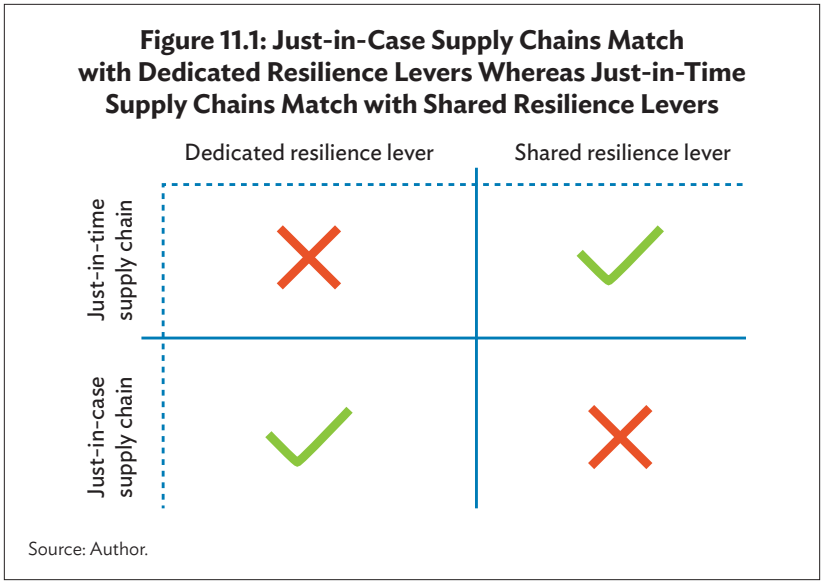 Figure 11.1: Just-in-Case Supply Chains Match
with Dedicated Resilience Levers Whereas Just-in-Time
Supply Chains Match with Shared Resilience Levers
Dedicated resilience lever
Shared resilience lever
Just-in-time
supply chain
Just-in-case
supply chain
Source: Author.